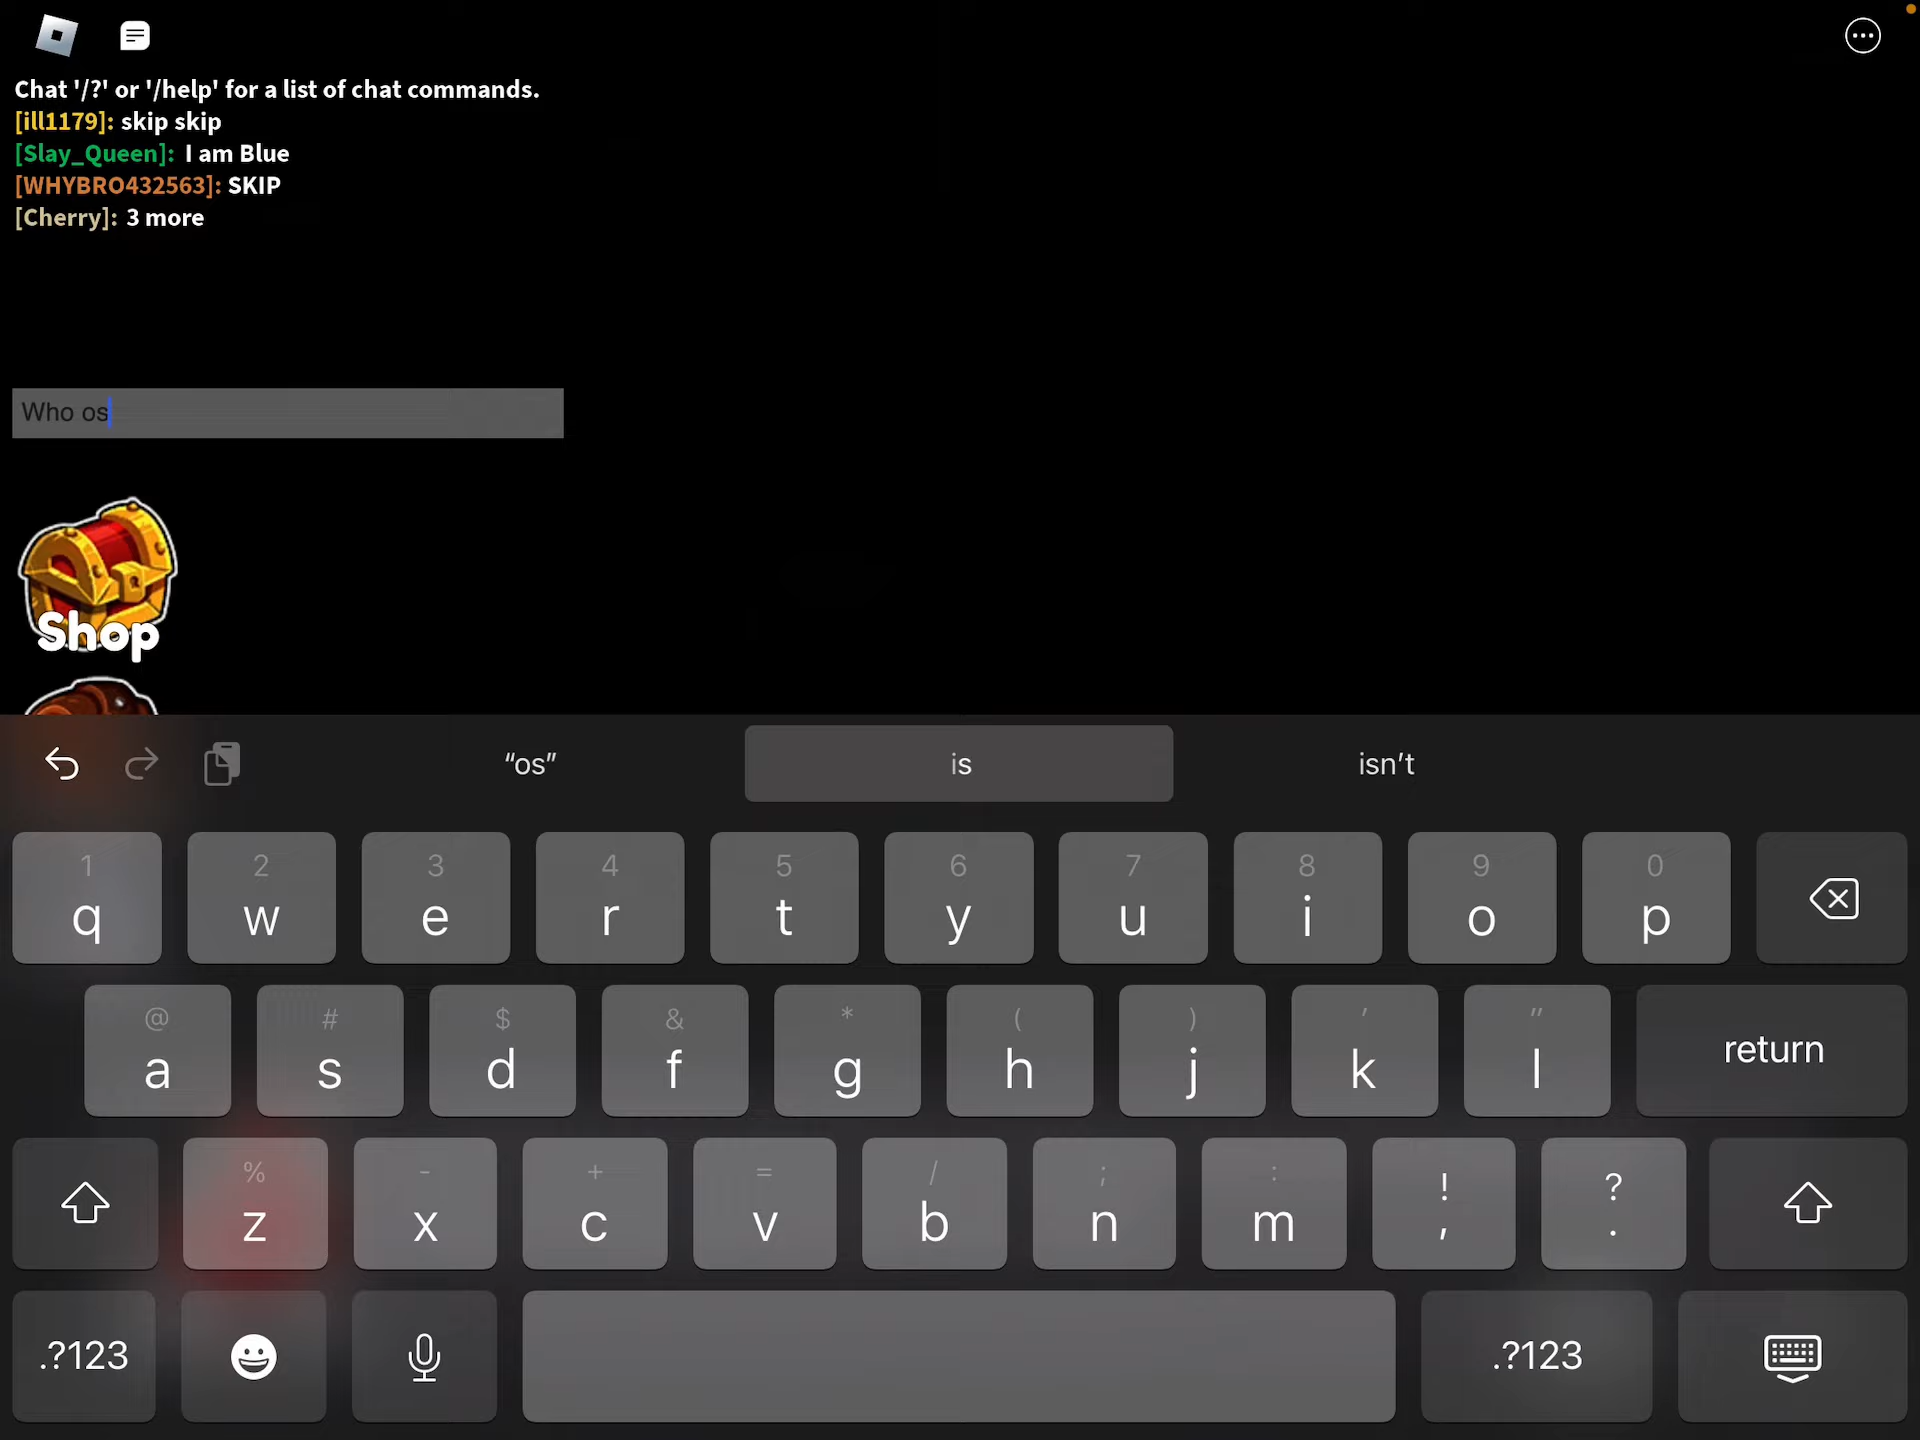 Chat '/?' or '/help' for a list of chat commands.
[ill1179]: skip skip
[Slay_Queen]: I am Blue
[WHYBRO432563]: SKIP
[Cherry]: 3 more
Who os
Shop
“os” is isn’t
1 2 3 4 5 6 7 8 9 0
q w e r t y u i o p
@ # $ & * ( ) ' "
a s d f g h j k l return
% - + = / ; : ! ?
z x c v b n m , .
.?123 .?123